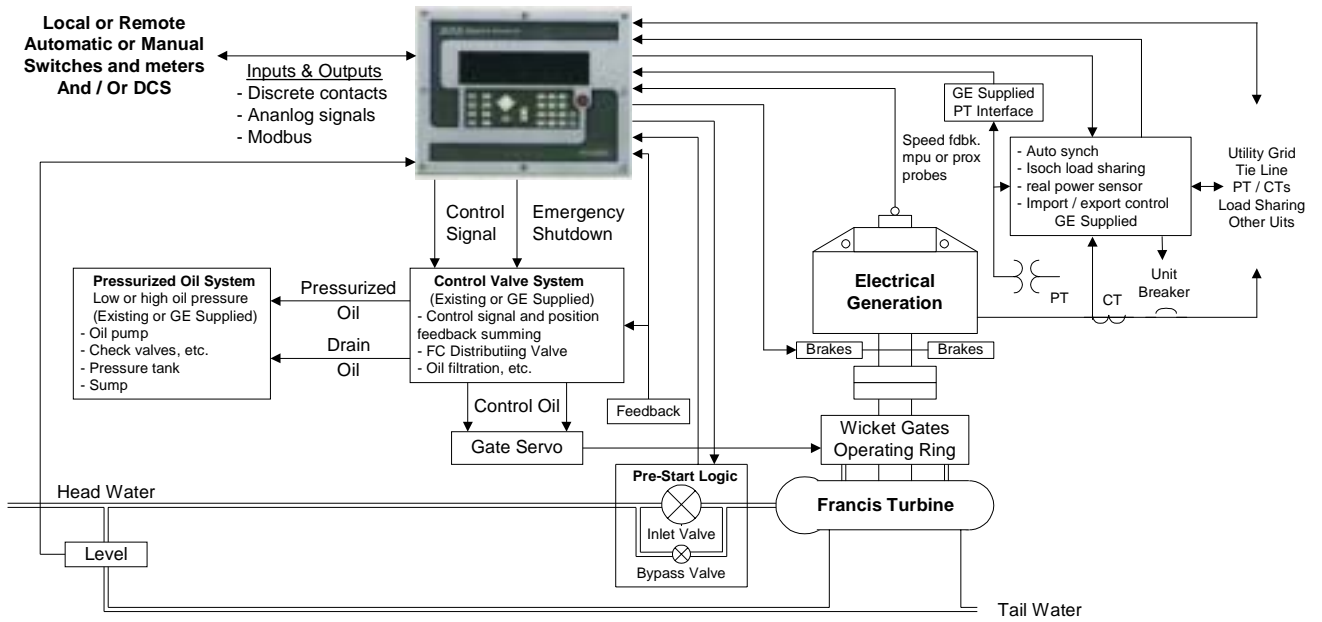 Local or Remote
Automatic or Manual
Switches and meters
And / Or DCS
Inputs & Outputs
- Discrete contacts
- Ananlog signals
- Modbus
GE Supplied
PT Interface
Speed fdbk.
mpu or prox
probes
- Auto synch
- Isoch load sharing
- real power sensor
- Import / export control
GE Supplied
Utility Grid
Tie Line
PT / CTs
Load Sharing
Other Uits
Control
Signal
Emergency
Shutdown
Pressurized Oil System
Low or high oil pressure
(Existing or GE Supplied)
- Oil pump
- Check valves, etc.
- Pressure tank
- Sump
Pressurized
Oil
Drain
Oil
Control Valve System
(Existing or GE Supplied)
- Control signal and position
feedback summing
- FC Distributiing Valve
- Oil filtration, etc.
Electrical
Generation
PT
CT
Unit
Breaker
Brakes
Brakes
Control Oil
Feedback
Gate Servo
Wicket Gates
Operating Ring
Pre-Start Logic
Inlet Valve
Bypass Valve
Francis Turbine
Head Water
Level
Tail Water